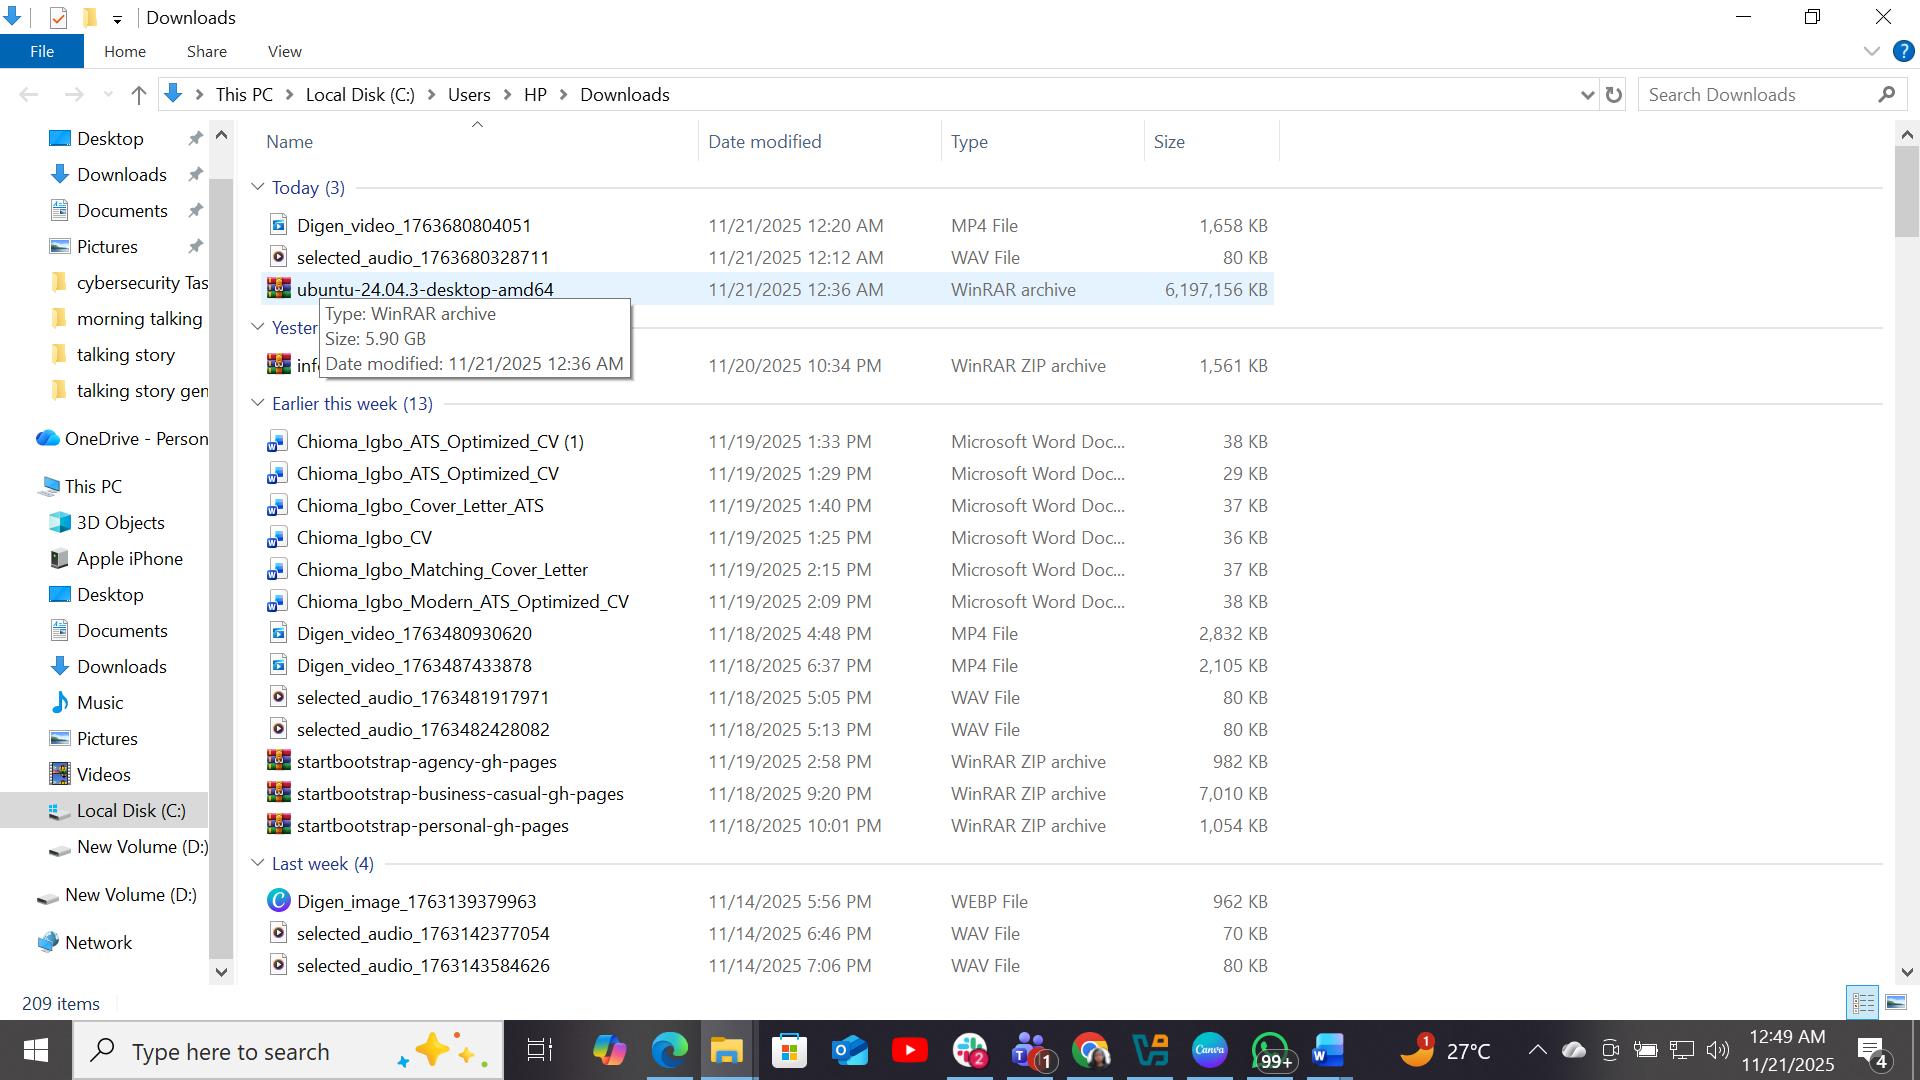 Downloads
File Home Share View
This PC Local Disk (C:) Users HP Downloads
Search Downloads
Desktop
Downloads
Documents
Pictures
cybersecurity Tas
morning talking
talking story
talking story gen
OneDrive - Person
This PC
3D Objects
Apple iPhone
Desktop
Documents
Downloads
Music
Pictures
Videos
Local Disk (C:)
New Volume (D:)
New Volume (D:)
Network
Name Date modified Type Size
Today (3)
Digen_video_1763680804051 11/21/2025 12:20 AM MP4 File 1,658 KB
selected_audio_1763680328711 11/21/2025 12:12 AM WAV File 80 KB
ubuntu-24.04.3-desktop-amd64 11/21/2025 12:36 AM WinRAR archive 6,197,156 KB
Type: WinRAR archive
Size: 5.90 GB
Date modified: 11/21/2025 12:36 AM
Yester
inf 11/20/2025 10:34 PM WinRAR ZIP archive 1,561 KB
Earlier this week (13)
Chioma_Igbo_ATS_Optimized_CV (1) 11/19/2025 1:33 PM Microsoft Word Doc... 38 KB
Chioma_Igbo_ATS_Optimized_CV 11/19/2025 1:29 PM Microsoft Word Doc... 29 KB
Chioma_Igbo_Cover_Letter_ATS 11/19/2025 1:40 PM Microsoft Word Doc... 37 KB
Chioma_Igbo_CV 11/19/2025 1:25 PM Microsoft Word Doc... 36 KB
Chioma_Igbo_Matching_Cover_Letter 11/19/2025 2:15 PM Microsoft Word Doc... 37 KB
Chioma_Igbo_Modern_ATS_Optimized_CV 11/19/2025 2:09 PM Microsoft Word Doc... 38 KB
Digen_video_1763480930620 11/18/2025 4:48 PM MP4 File 2,832 KB
Digen_video_1763487433878 11/18/2025 6:37 PM MP4 File 2,105 KB
selected_audio_1763481917971 11/18/2025 5:05 PM WAV File 80 KB
selected_audio_1763482428082 11/18/2025 5:13 PM WAV File 80 KB
startbootstrap-agency-gh-pages 11/19/2025 2:58 PM WinRAR ZIP archive 982 KB
startbootstrap-business-casual-gh-pages 11/18/2025 9:20 PM WinRAR ZIP archive 7,010 KB
startbootstrap-personal-gh-pages 11/18/2025 10:01 PM WinRAR ZIP archive 1,054 KB
Last week (4)
Digen_image_1763139379963 11/14/2025 5:56 PM WEBP File 962 KB
selected_audio_1763142377054 11/14/2025 6:46 PM WAV File 70 KB
selected_audio_1763143584626 11/14/2025 7:06 PM WAV File 80 KB
209 items
Type here to search
2
1
Canva
99+
1
27°C
12:49 AM
11/21/2025
4